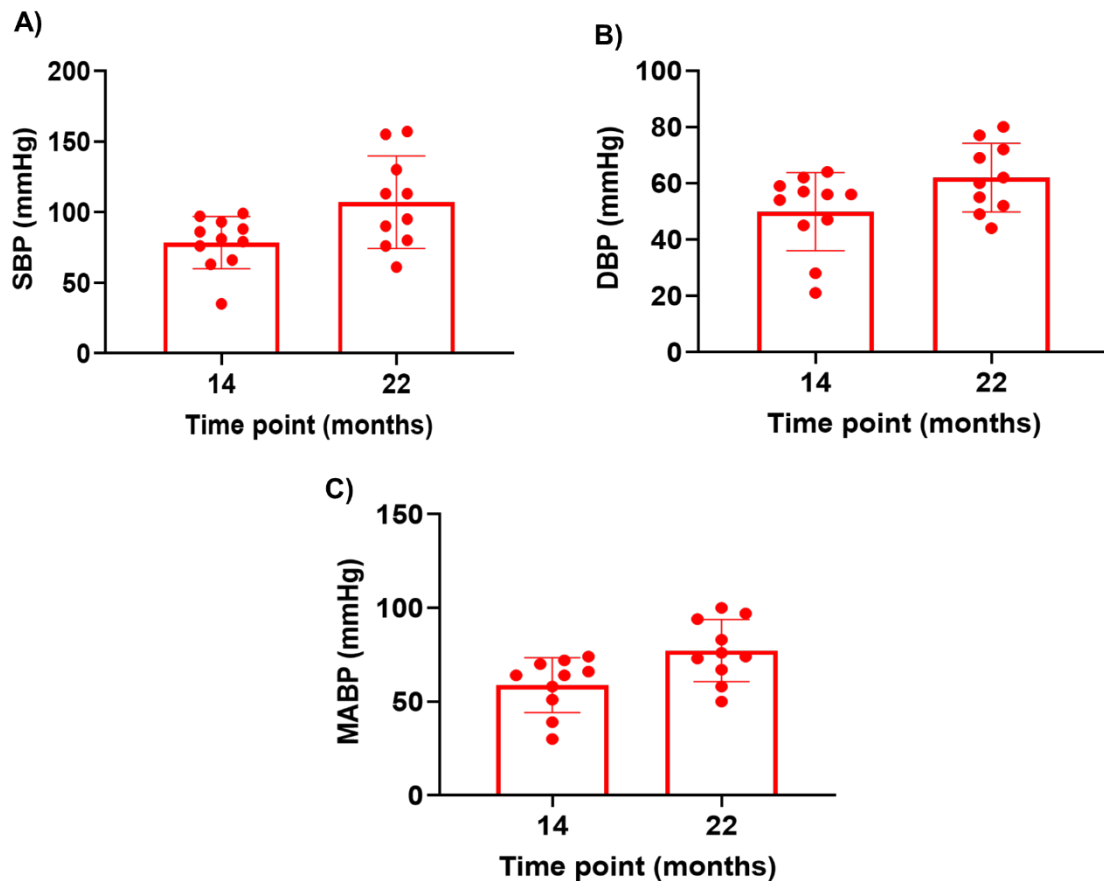 A)
SBP (mmHg)
200
150
100
50
0
14 22
Time point (months)
B)
DBP (mmHg)
100
80
60
40
20
0
14 22
Time point (months)
C)
MABP (mmHg)
150
100
50
0
14 22
Time point (months)